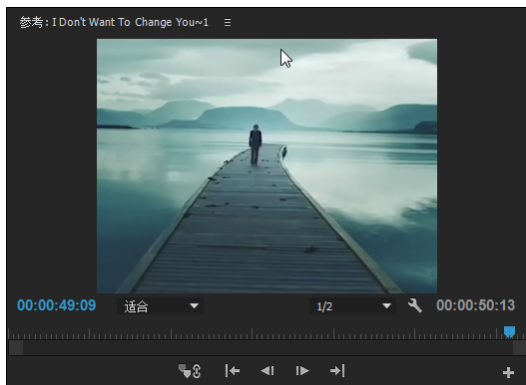 参考: I Don't Want To Change You~1
00:00:49:09 适合 1/2 00:00:50:13